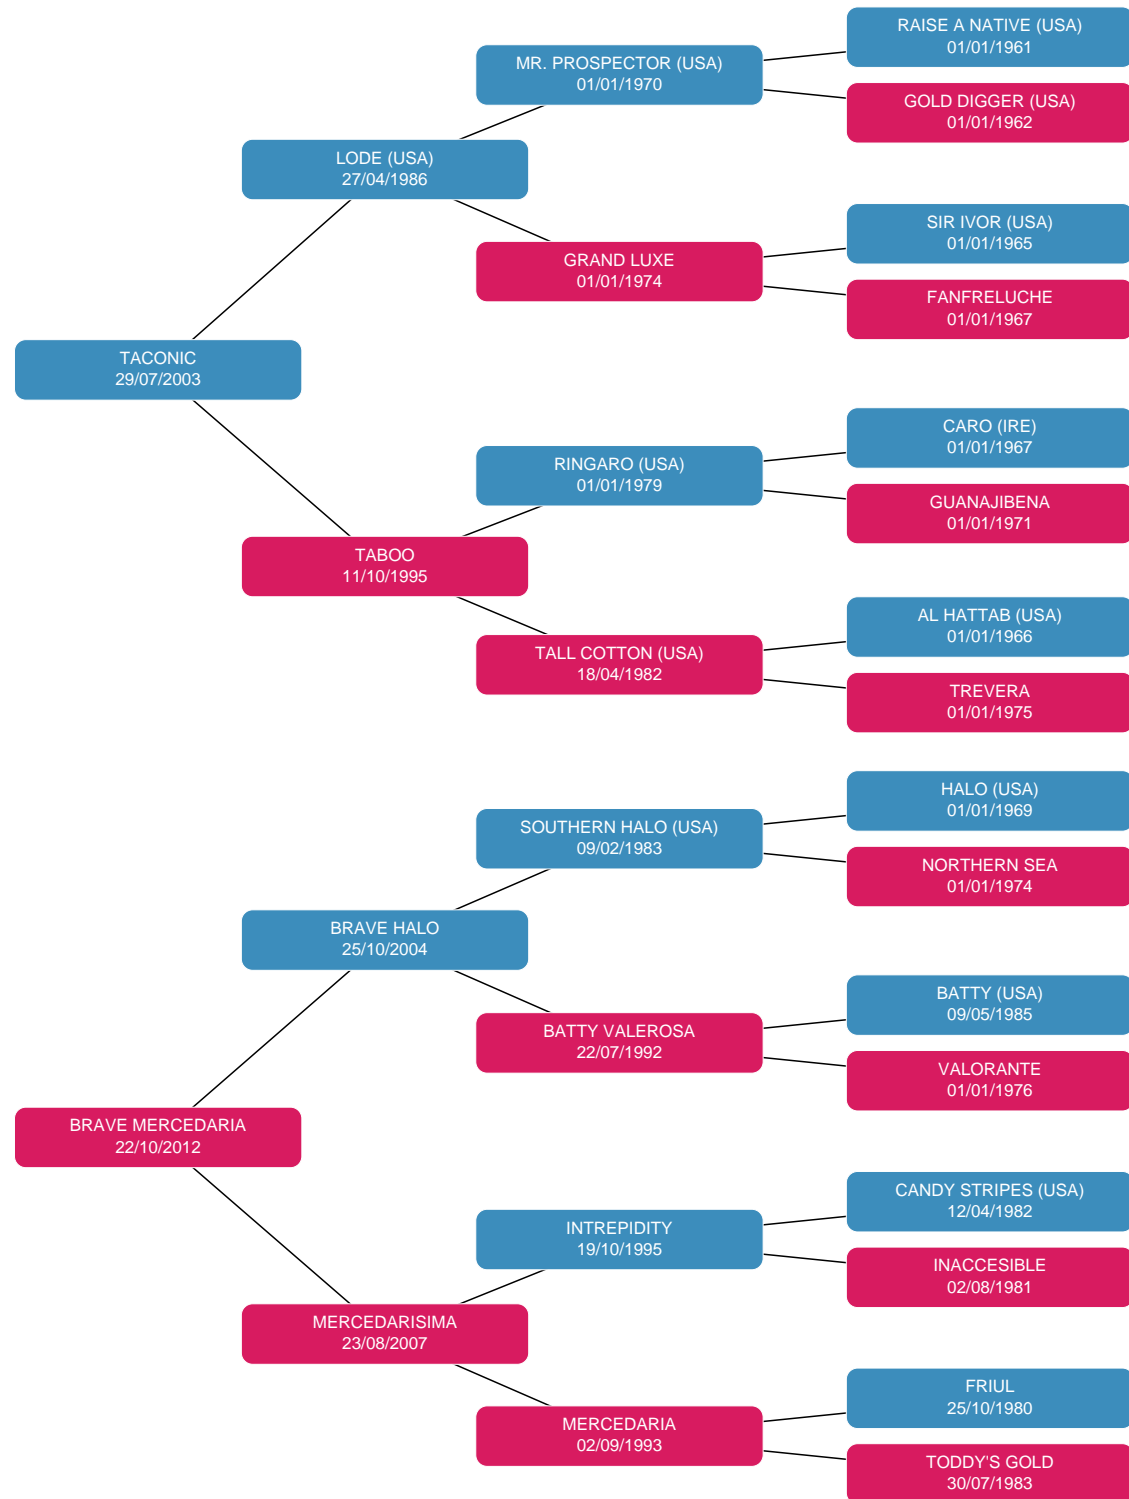 RAISE A NATIVE (USA)
01/01/1961
MR. PROSPECTOR (USA)
01/01/1970
GOLD DIGGER (USA)
01/01/1962
LODE (USA)
27/04/1986
SIR IVOR (USA)
01/01/1965
GRAND LUXE
01/01/1974
FANFRELUCHE
01/01/1967
TACONIC
29/07/2003
CARO (IRE)
01/01/1967
RINGARO (USA)
01/01/1979
GUANAJIBENA
01/01/1971
TABOO
11/10/1995
AL HATTAB (USA)
01/01/1966
TALL COTTON (USA)
18/04/1982
TREVERA
01/01/1975
HALO (USA)
01/01/1969
SOUTHERN HALO (USA)
09/02/1983
NORTHERN SEA
01/01/1974
BRAVE HALO
25/10/2004
BATTY (USA)
09/05/1985
BATTY VALEROSA
22/07/1992
VALORANTE
01/01/1976
BRAVE MERCEDARIA
22/10/2012
CANDY STRIPES (USA)
12/04/1982
INTREPIDITY
19/10/1995
INACCESIBLE
02/08/1981
MERCEDARISIMA
23/08/2007
FRIUL
25/10/1980
MERCEDARIA
02/09/1993
TODDY'S GOLD
30/07/1983